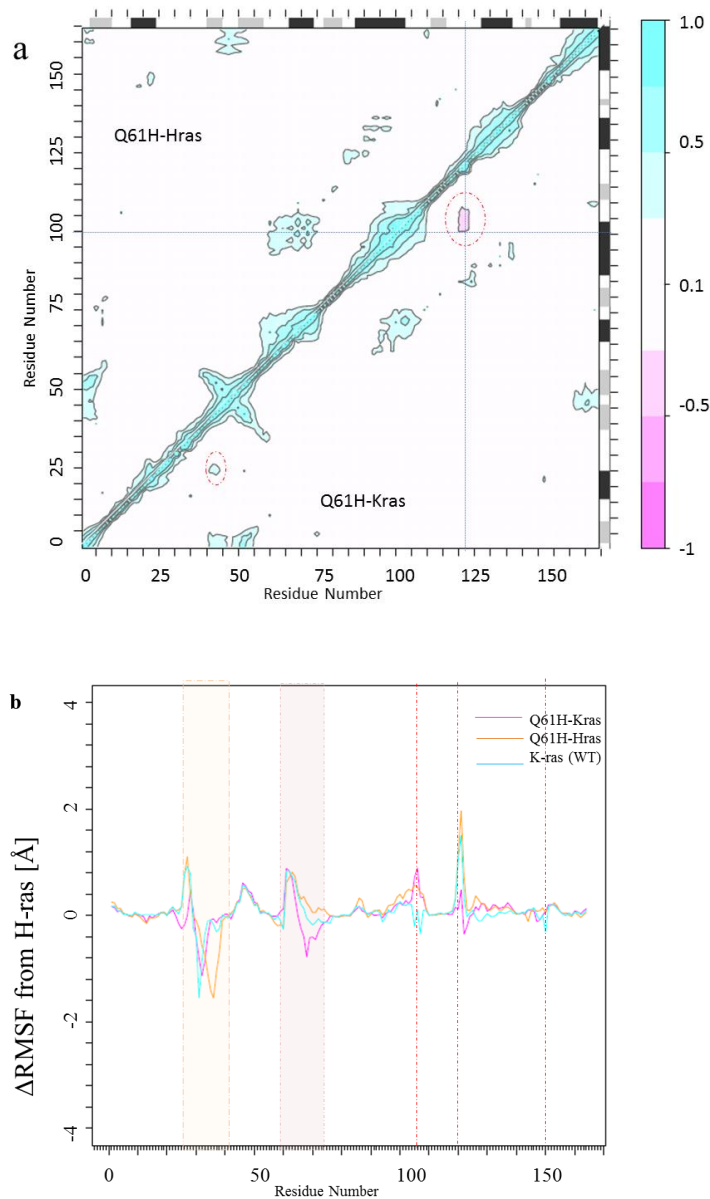 a
Q61H-Hras
Q61H-Kras
Residue Number
0 25 50 75 100 125 150
0 25 50 75 100 125 150
Residue Number
1.0
0.5
0.1
-0.5
-1
b
Q61H-Kras
Q61H-Hras
K-ras (WT)
ΔRMSF from H-ras [Å]
4
2
0
-2
-4
0 50 100 150
Residue Number